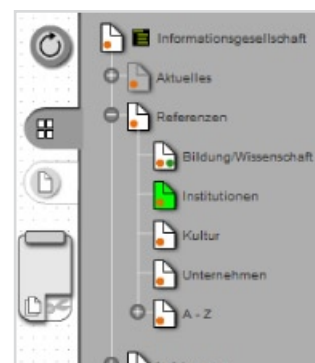 Informationsgesellschaft
Aktuelles
Referenzen
Bildung/Wissenschaft
Institutionen
Kultur
Unternehmen
A - Z